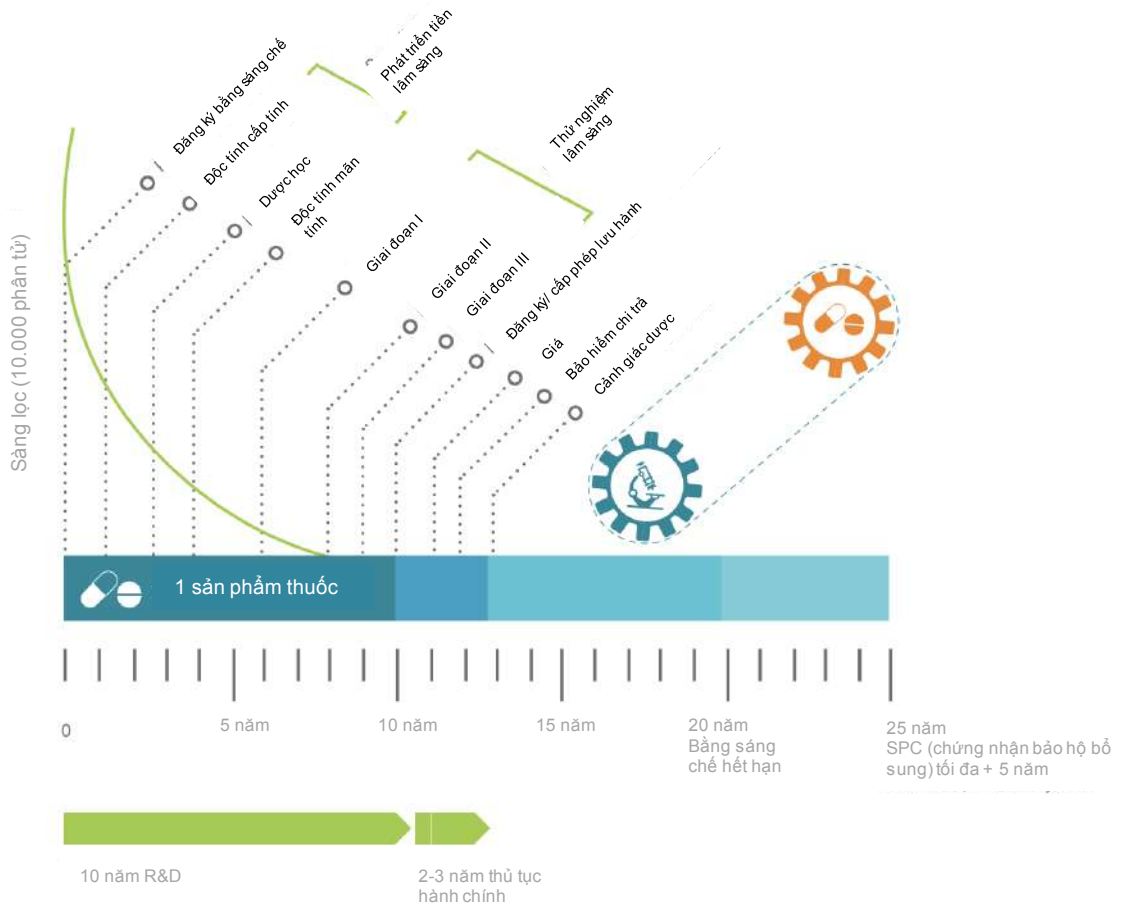 Sàng lọc (10.000 phân tử)
Đăng ký bằng sáng chế
Độc tính cấp tính
Dược học
Độc tính mãn
tính
Phát triển tiền
lâm sàng
Giai đoạn I
Giai đoạn II
Giai đoạn III
Thử nghiệm
lâm sàng
Đăng ký/ cấp phép lưu hành
Giá
Bảo hiểm chi trả
Cảnh giác dược
1 sản phẩm thuốc
0
5 năm
10 năm
15 năm
20 năm
Bằng sáng
chế hết hạn
25 năm
SPC (chứng nhận bảo hộ bổ
sung) tối đa + 5 năm
10 năm R&D
2-3 năm thủ tục
hành chính